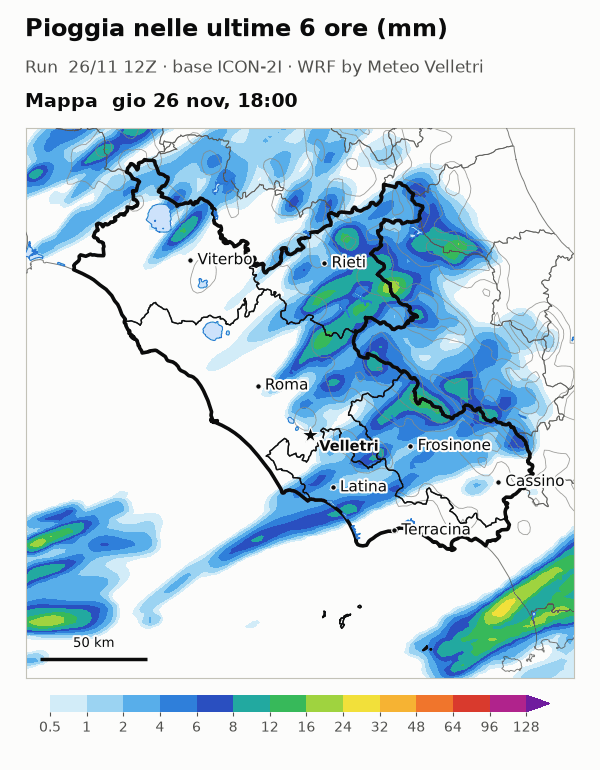 Pioggia nelle ultime 6 ore (mm)
Run  26/11 12Z · base ICON-2I · WRF by Meteo Velletri
Mappa  gio 26 nov, 18:00
Viterbo
Rieti
Roma
Velletri
Frosinone
Latina
Cassino
Terracina
50 km
0.5 1 2 4 6 8 12 16 24 32 48 64 96 128